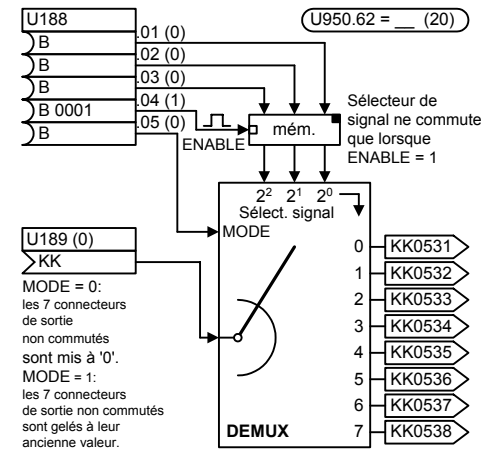 U188
U950.62 = __ (20)
B
.01 (0)
B
.02 (0)
B
.03 (0)
B 0001
.04 (1)
B
.05 (0)
ENABLE
mém.
Sélecteur de
signal ne commute
que lorsque
ENABLE = 1
2² 2¹ 2⁰
Sélect. signal
MODE
U189 (0)
KK
MODE = 0:
les 7 connecteurs
de sortie
non commutés
sont mis à '0'.
MODE = 1:
les 7 connecteurs
de sortie non commutés
sont gelés à leur
ancienne valeur.
0 KK0531
1 KK0532
2 KK0533
3 KK0534
4 KK0535
5 KK0536
6 KK0537
7 KK0538
DEMUX